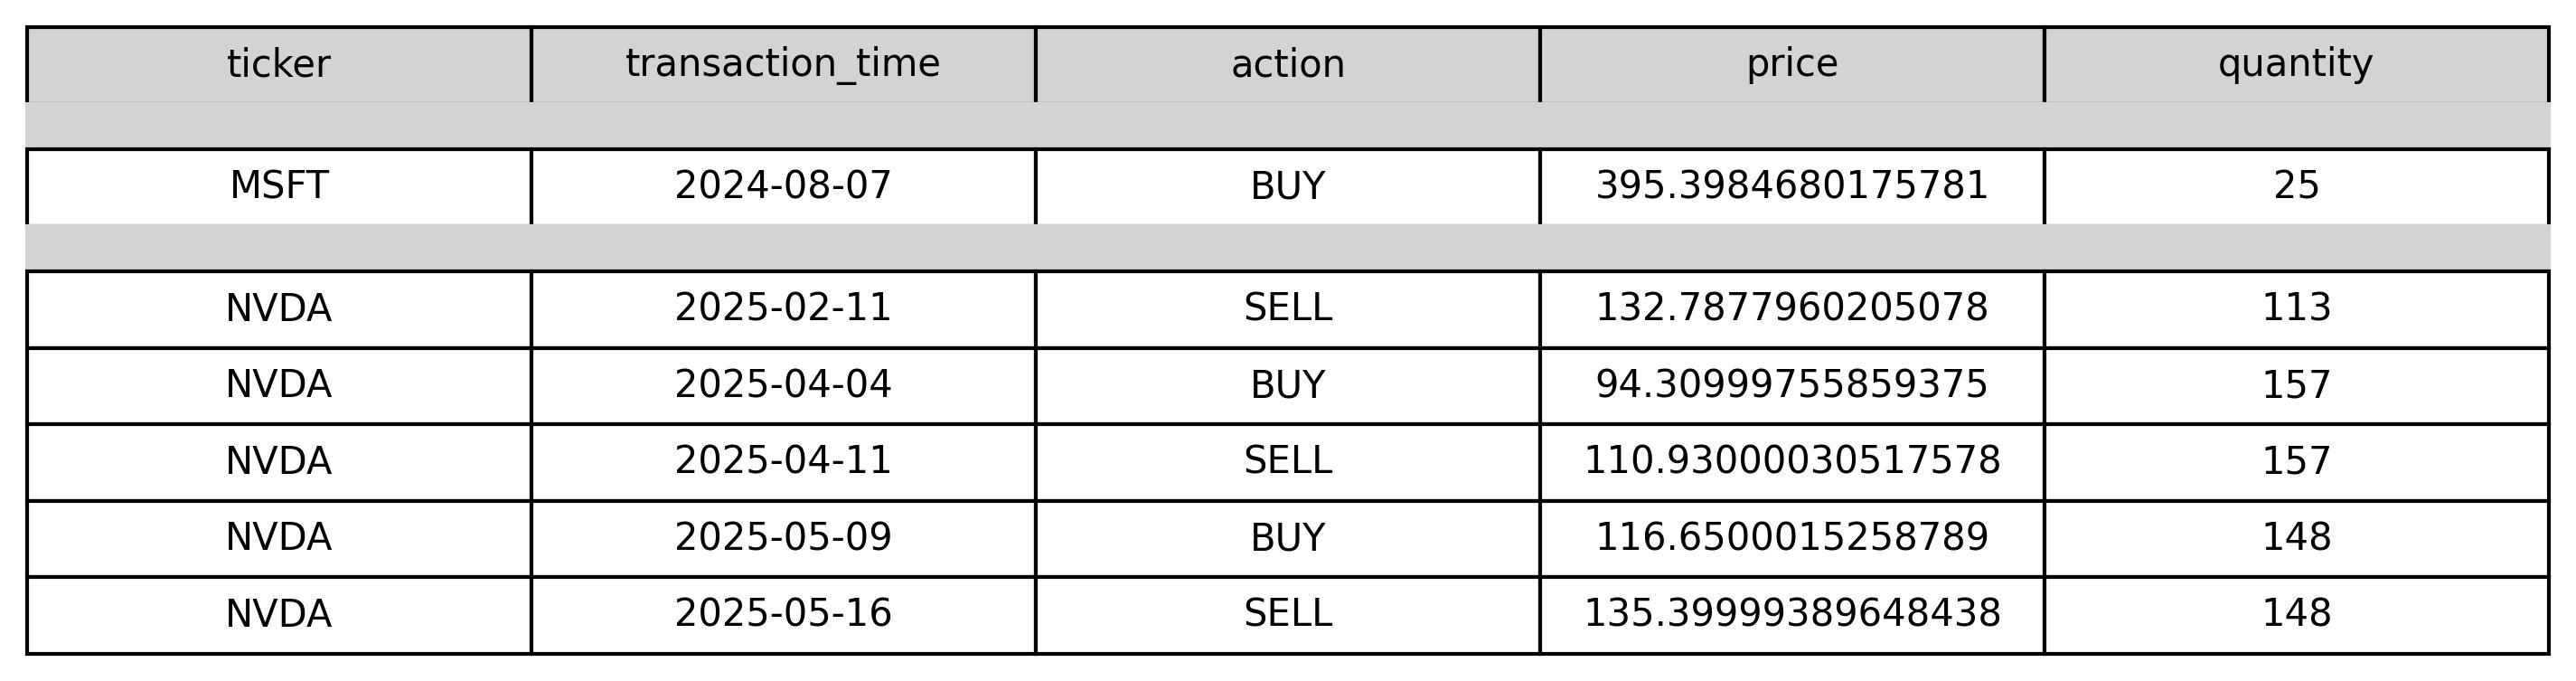 ticker transaction_time action price quantity
MSFT 2024-08-07 BUY 395.3984680175781 25
NVDA 2025-02-11 SELL 132.7877960205078 113
NVDA 2025-04-04 BUY 94.30999755859375 157
NVDA 2025-04-11 SELL 110.93000030517578 157
NVDA 2025-05-09 BUY 116.6500015258789 148
NVDA 2025-05-16 SELL 135.39999389648438 148